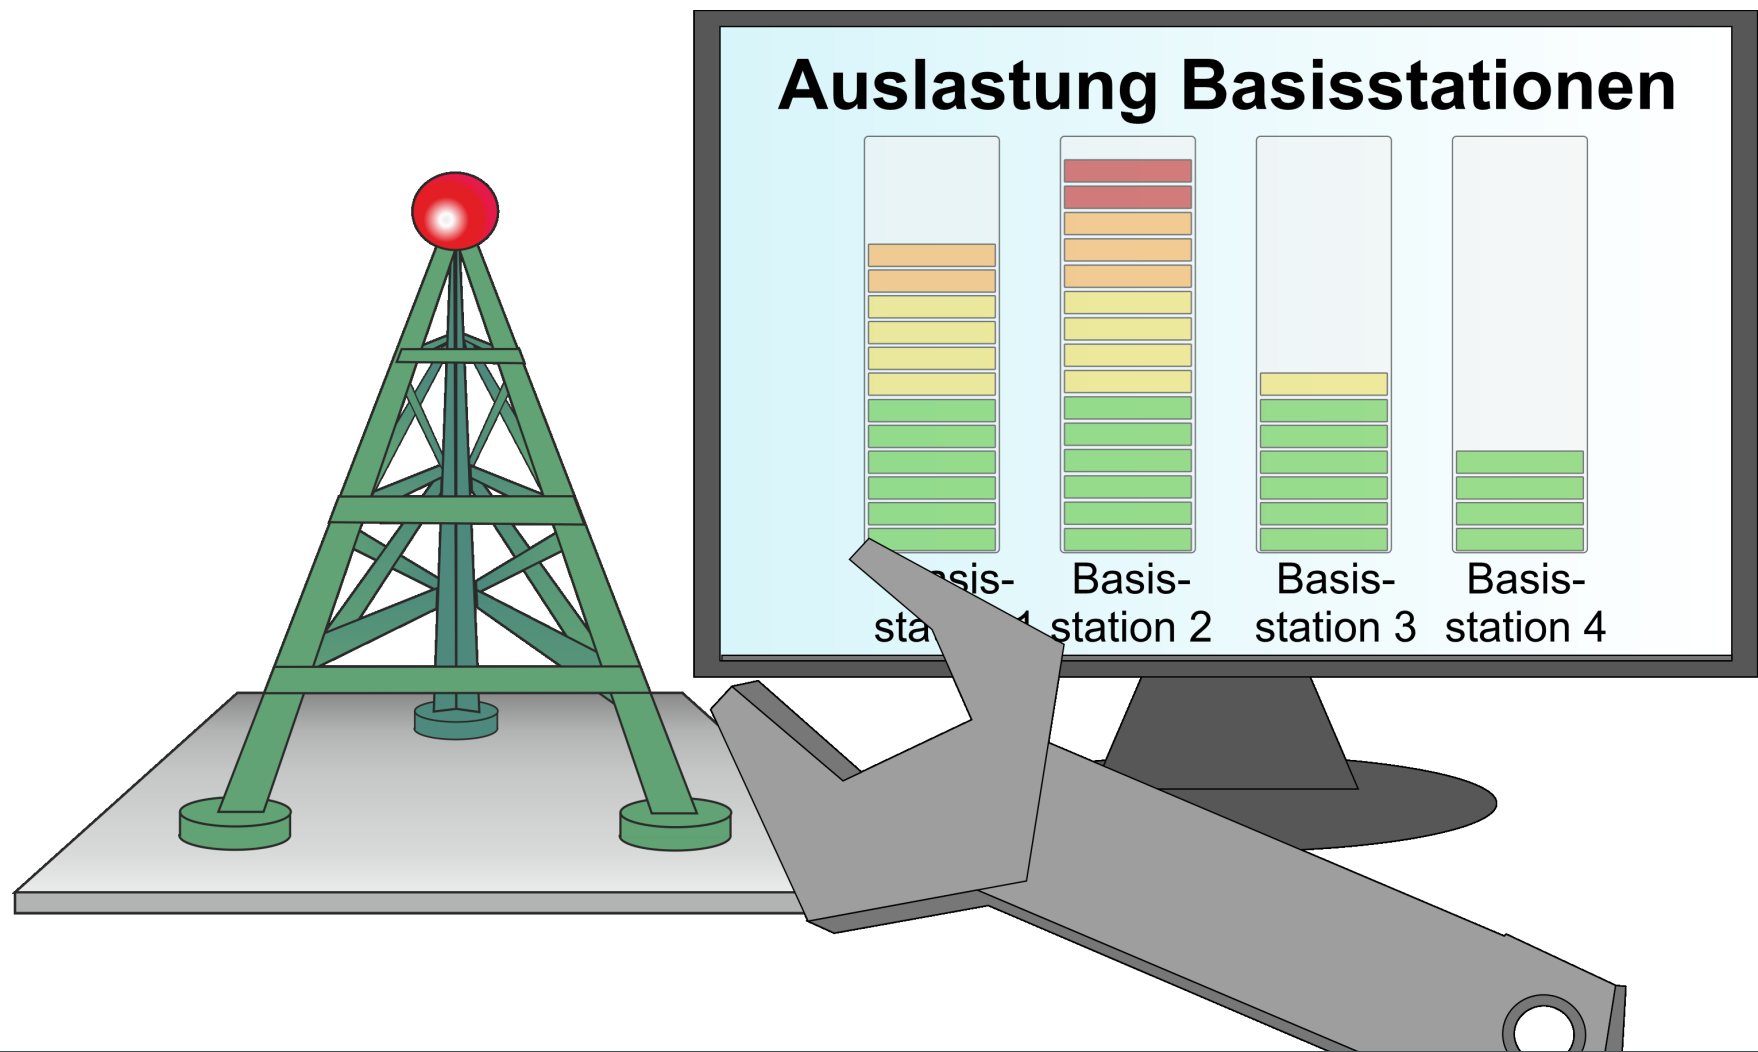 Auslastung Basisstationen
Basis-
station 2
Basis-
station 3
Basis-
station 4